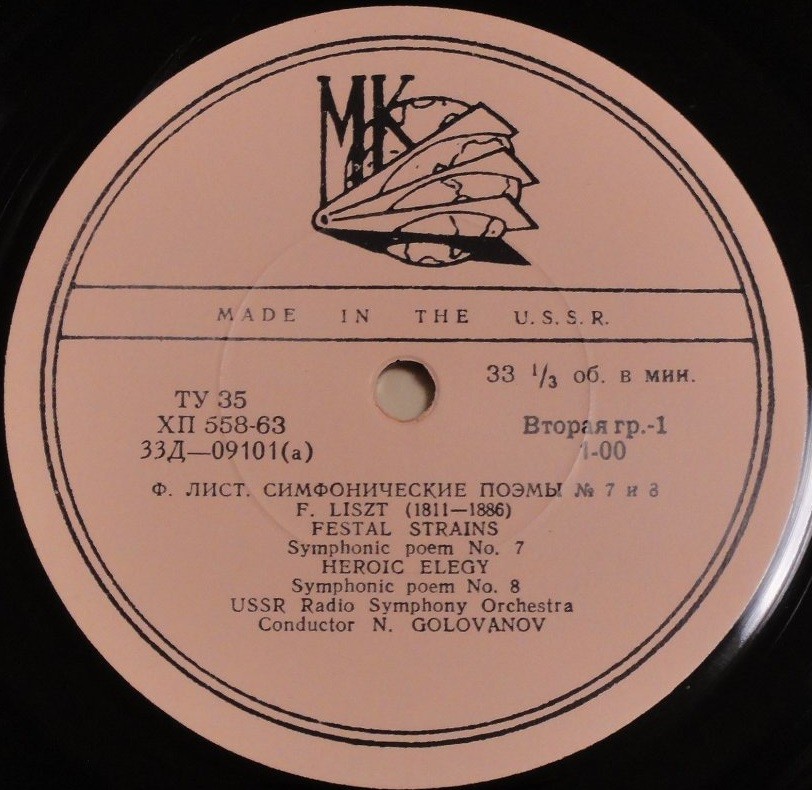 МК
MADE IN THE U.S.S.R.
33 1/3 об. в мин.
ТУ 35
ХП 558-63
Вторая гр.-1
33Д—09101(а)
1-00
Ф. ЛИСТ. СИМФОНИЧЕСКИЕ ПОЭМЫ № 7 и 8
F. LISZT (1811—1886)
FESTAL STRAINS
Symphonic poem No. 7
HEROIC ELEGY
Symphonic poem No. 8
USSR Radio Symphony Orchestra
Conductor N. GOLOVANOV